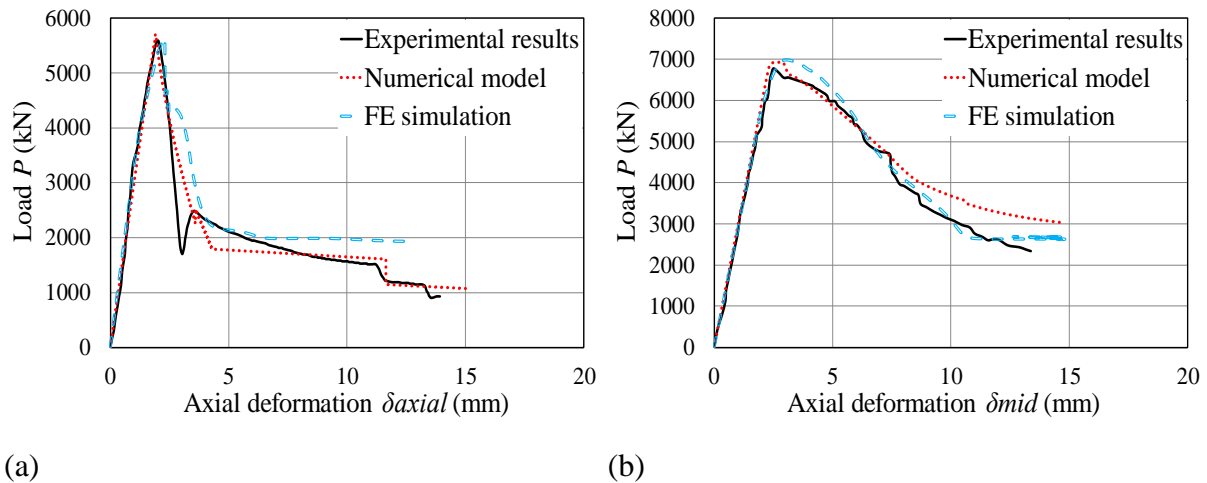 6000
5000
4000
3000
2000
1000
0
Load P (kN)
Experimental results
Numerical model
FE simulation
0 5 10 15 20
Axial deformation δaxial (mm)
(a)
8000
7000
6000
5000
4000
3000
2000
1000
0
Load P (kN)
Experimental results
Numerical model
FE simulation
0 5 10 15 20
Axial deformation δmid (mm)
(b)